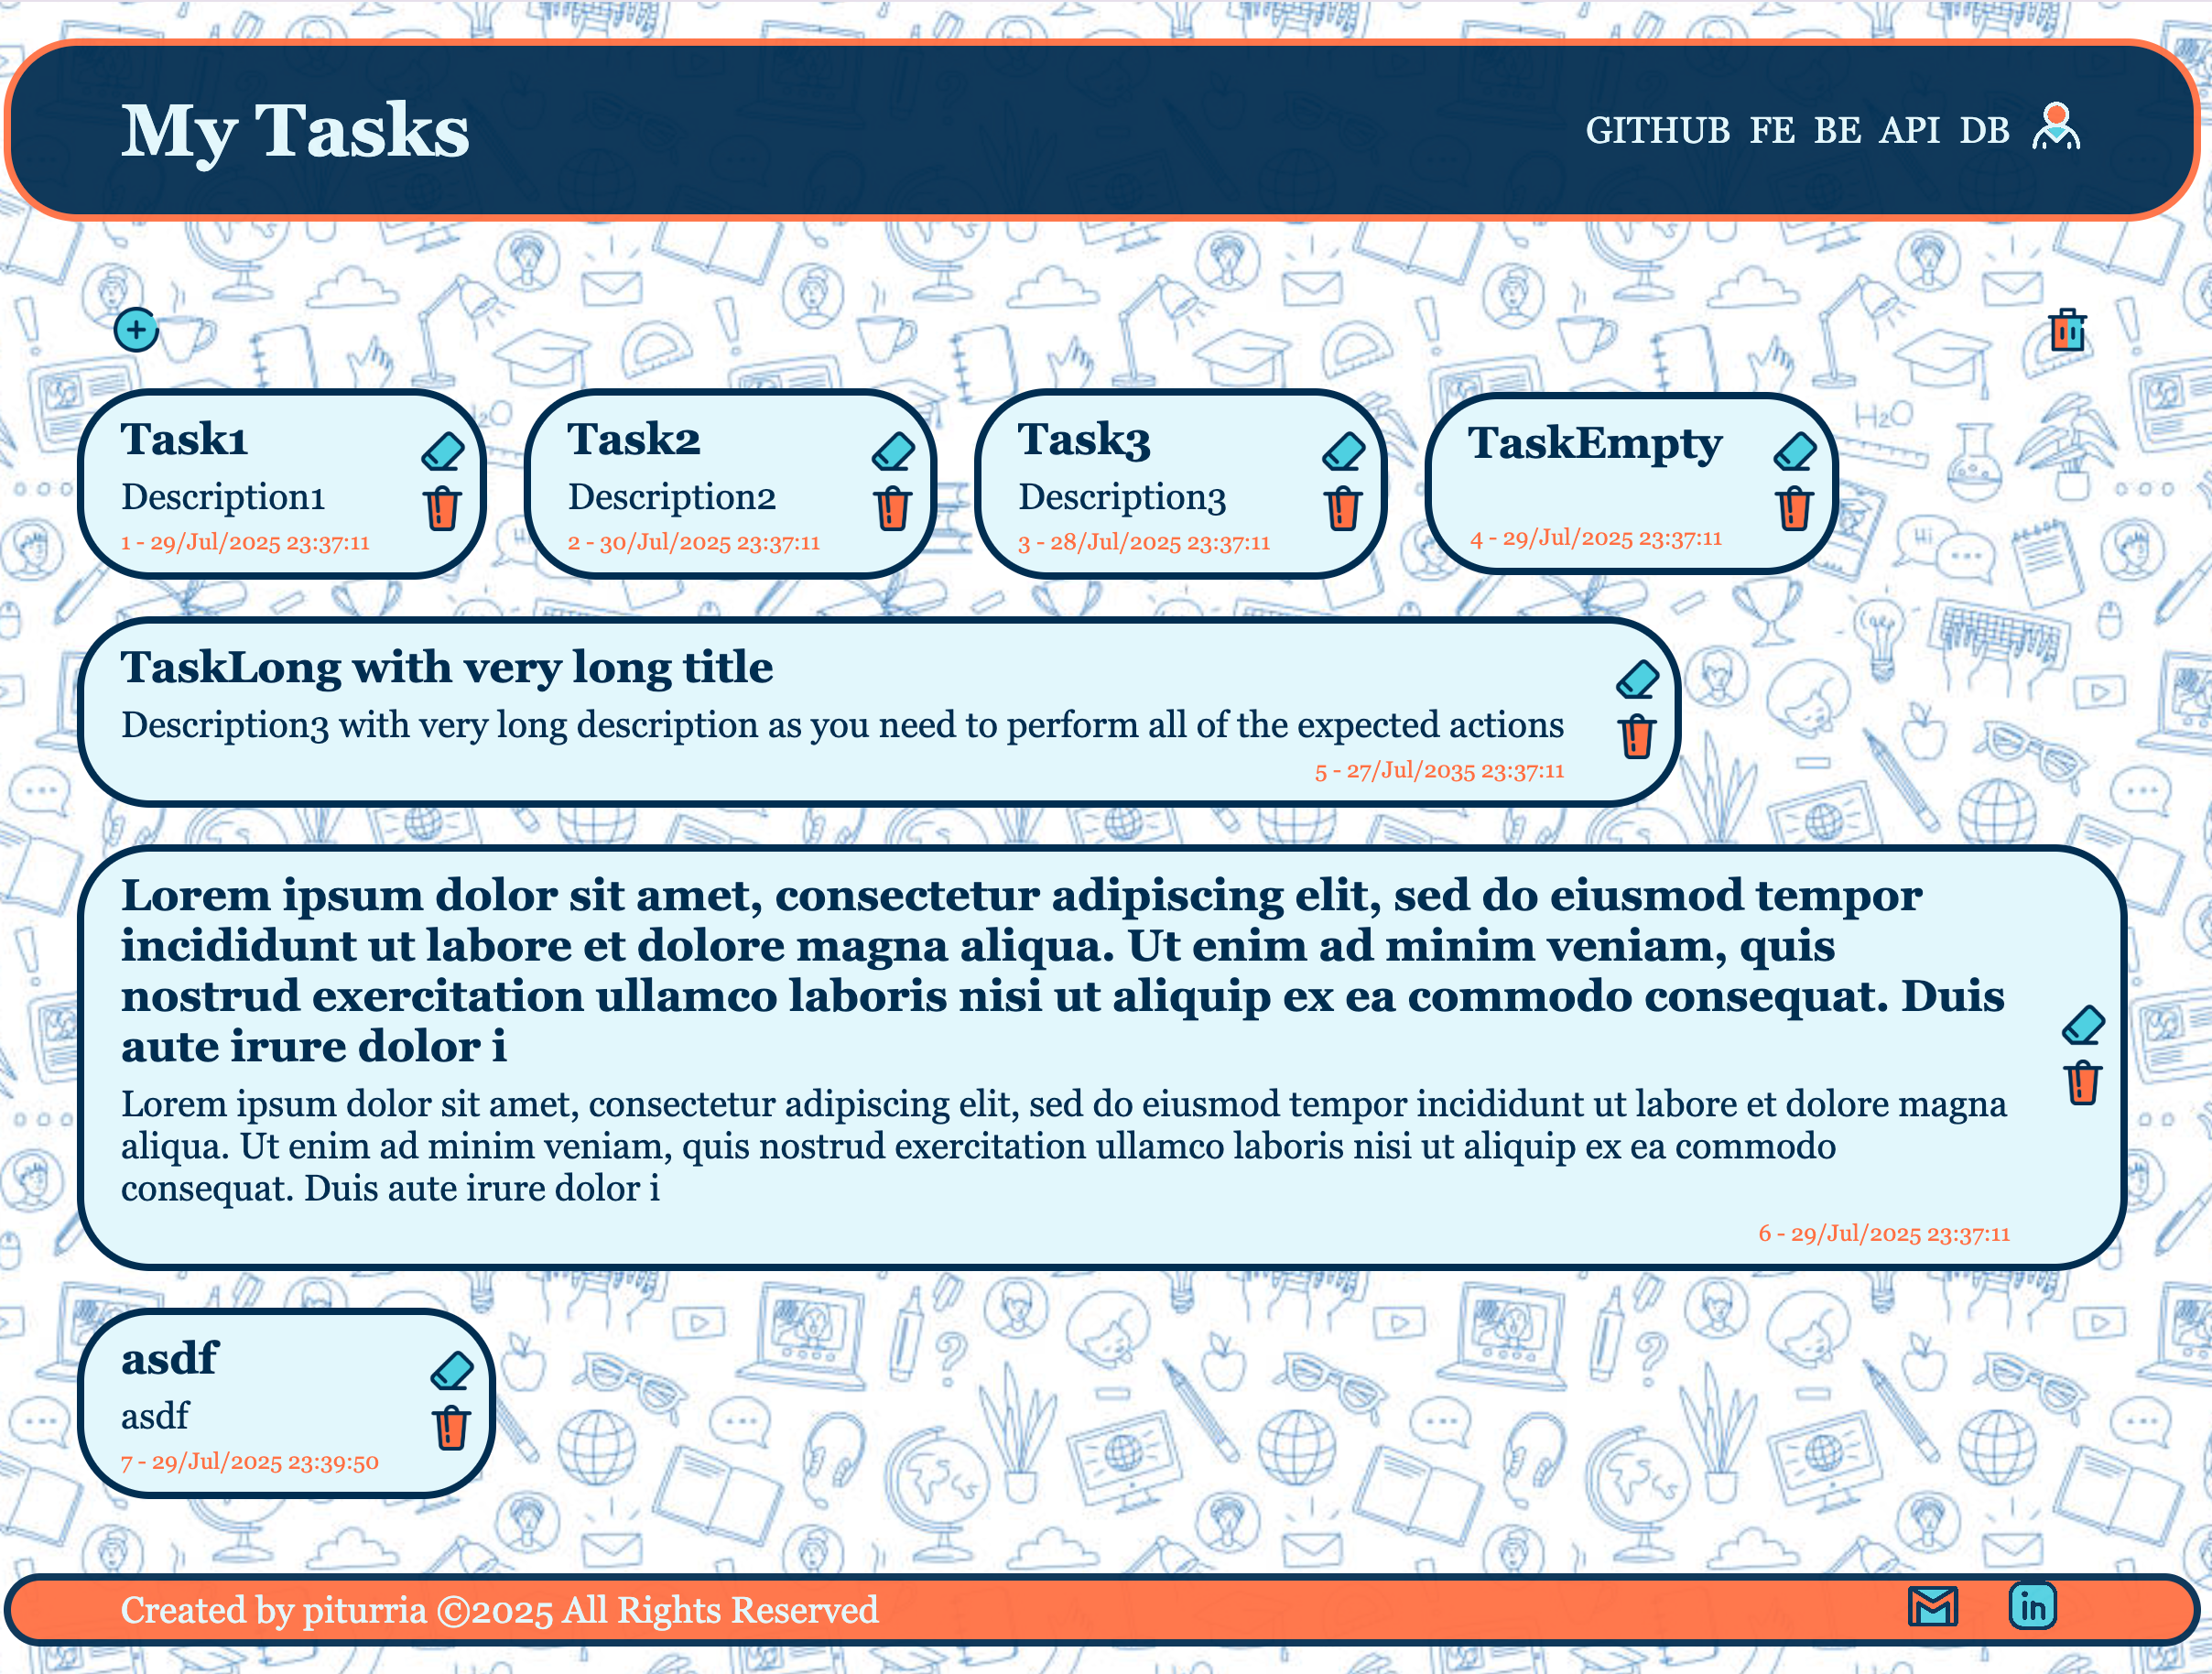 My Tasks
GITHUB FE BE API DB
Task1
Description1
1 - 29/Jul/2025 23:37:11
Task2
Description2
2 - 30/Jul/2025 23:37:11
Task3
Description3
3 - 28/Jul/2025 23:37:11
TaskEmpty
4 - 29/Jul/2025 23:37:11
H₂O
TaskLong with very long title
Description3 with very long description as you need to perform all of the expected actions
5 - 27/Jul/2035 23:37:11
Lorem ipsum dolor sit amet, consectetur adipiscing elit, sed do eiusmod tempor
incididunt ut labore et dolore magna aliqua. Ut enim ad minim veniam, quis
nostrud exercitation ullamco laboris nisi ut aliquip ex ea commodo consequat. Duis
aute irure dolor i
Lorem ipsum dolor sit amet, consectetur adipiscing elit, sed do eiusmod tempor incididunt ut labore et dolore magna
aliqua. Ut enim ad minim veniam, quis nostrud exercitation ullamco laboris nisi ut aliquip ex ea commodo
consequat. Duis aute irure dolor i
6 - 29/Jul/2025 23:37:11
asdf
asdf
7 - 29/Jul/2025 23:39:50
Created by piturria ©2025 All Rights Reserved
in